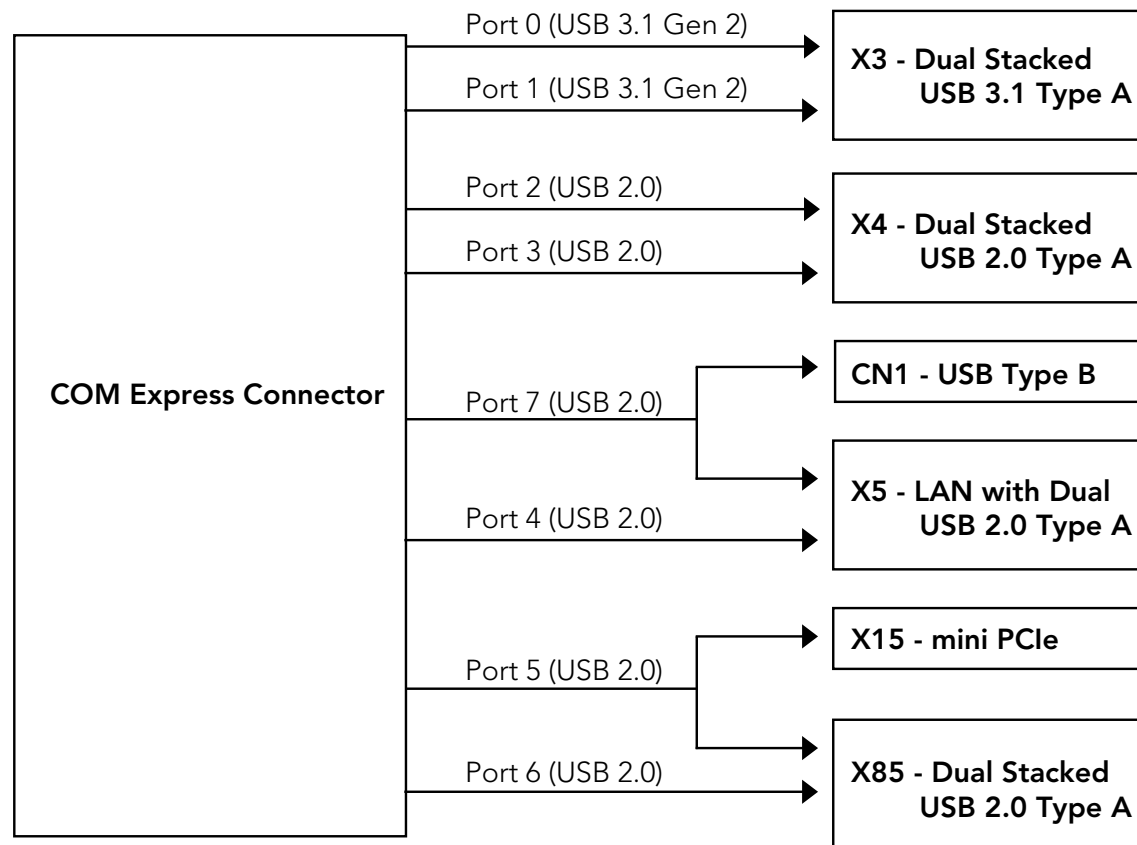 Port 0 (USB 3.1 Gen 2)
X3 - Dual Stacked
USB 3.1 Type A
Port 1 (USB 3.1 Gen 2)
Port 2 (USB 2.0)
X4 - Dual Stacked
USB 2.0 Type A
Port 3 (USB 2.0)
COM Express Connector
CN1 - USB Type B
Port 7 (USB 2.0)
X5 - LAN with Dual
USB 2.0 Type A
Port 4 (USB 2.0)
X15 - mini PCIe
Port 5 (USB 2.0)
X85 - Dual Stacked
USB 2.0 Type A
Port 6 (USB 2.0)